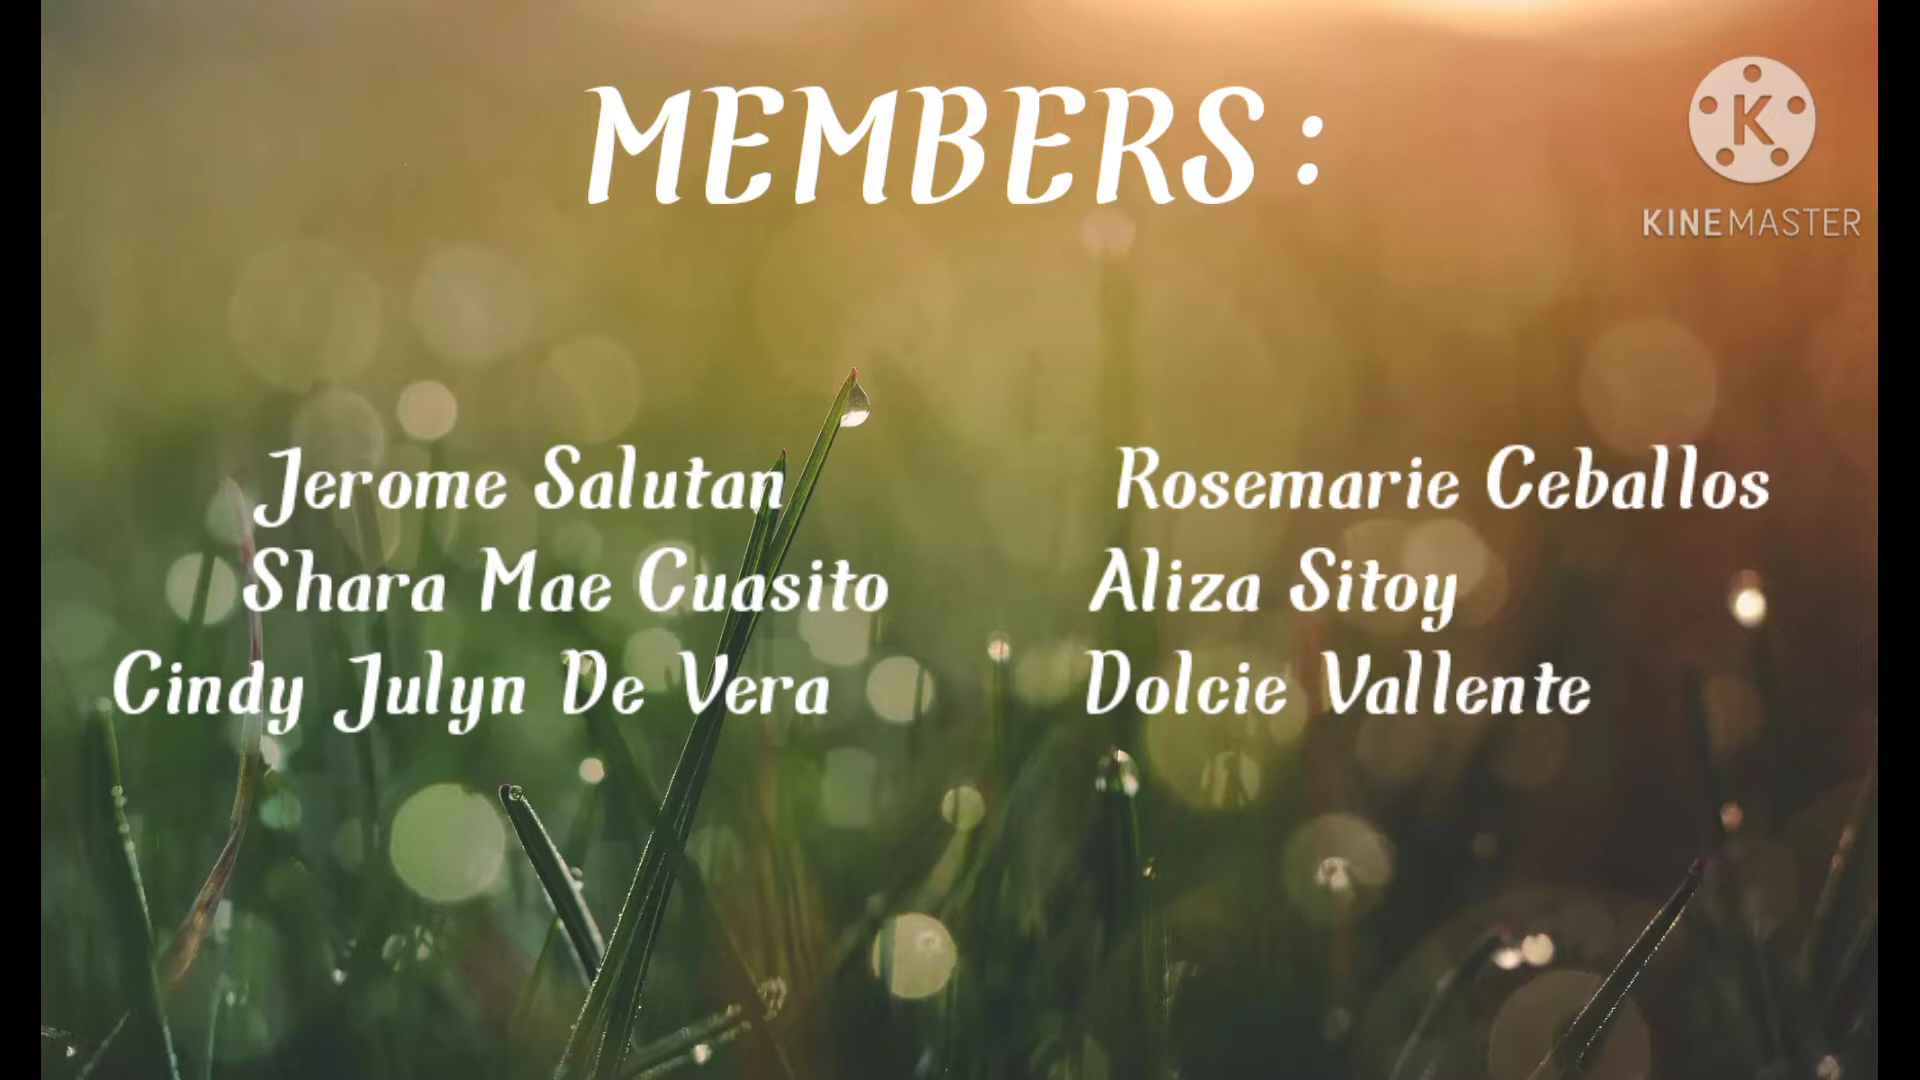 MEMBERS:
K
KINEMASTER
Jerome Salutan
Shara Mae Cuasito
Cindy Julyn De Vera
Rosemarie Ceballos
Aliza Sitoy
Dolcie Vallente